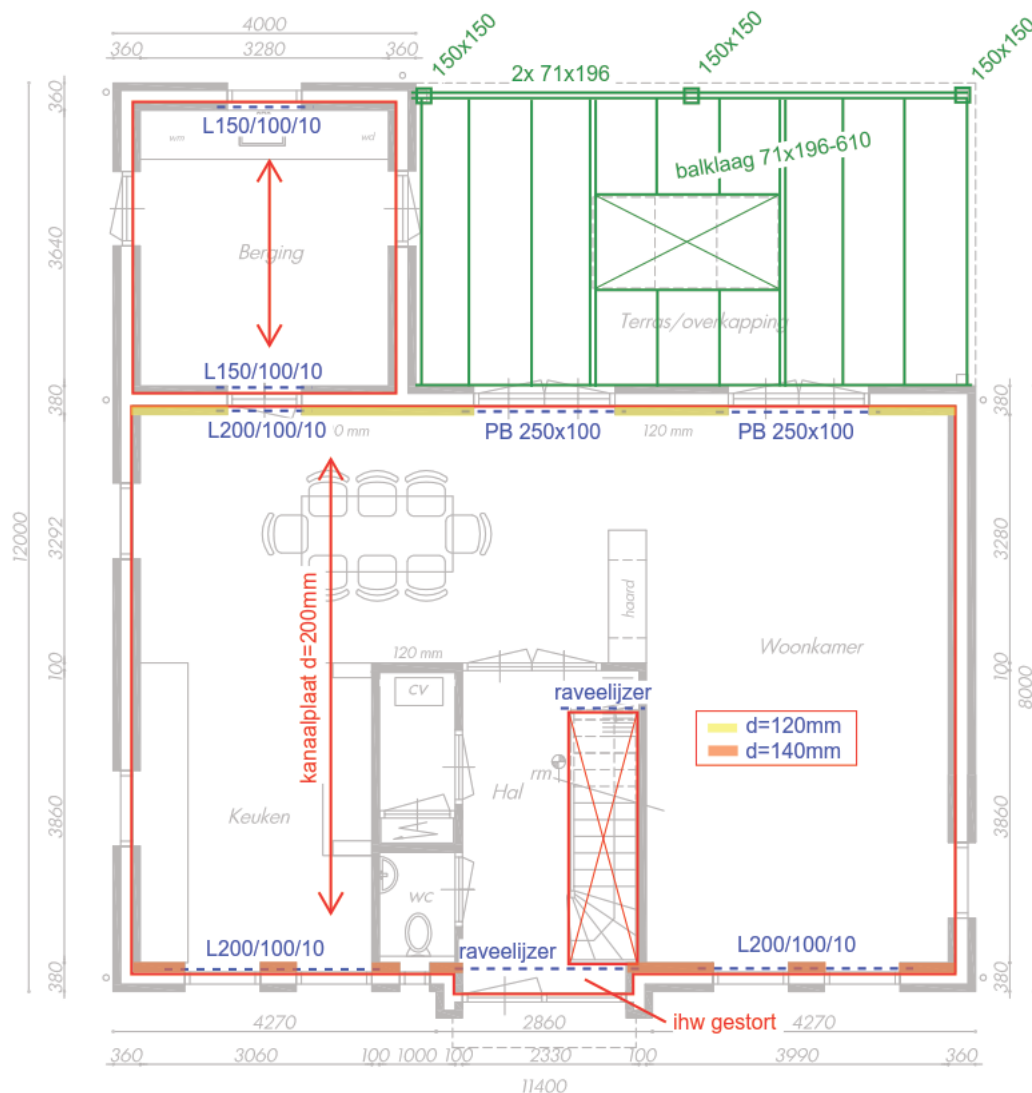 4000
360 3280 360
150x150
150x150
150x150
2x 71x196
360
L150/100/10
wm
wd
balklaag 71x196-610
3640
Berging
Terras/overkapping
L150/100/10
380
380
L200/100/10
0 mm
PB 250x100
120 mm
PB 250x100
12000
3292
3280
kanaalplaat d=200mm
haard
Woonkamer
120 mm
100
100
8000
CV
raveelijzer
d=120mm
d=140mm
rm
Hal
Keuken
3860
3860
wc
L200/100/10
raveelijzer
L200/100/10
380
380
ihw gestort
4270 2860 4270
360 3060 100 1000 100 2330 100 3990 360
11400